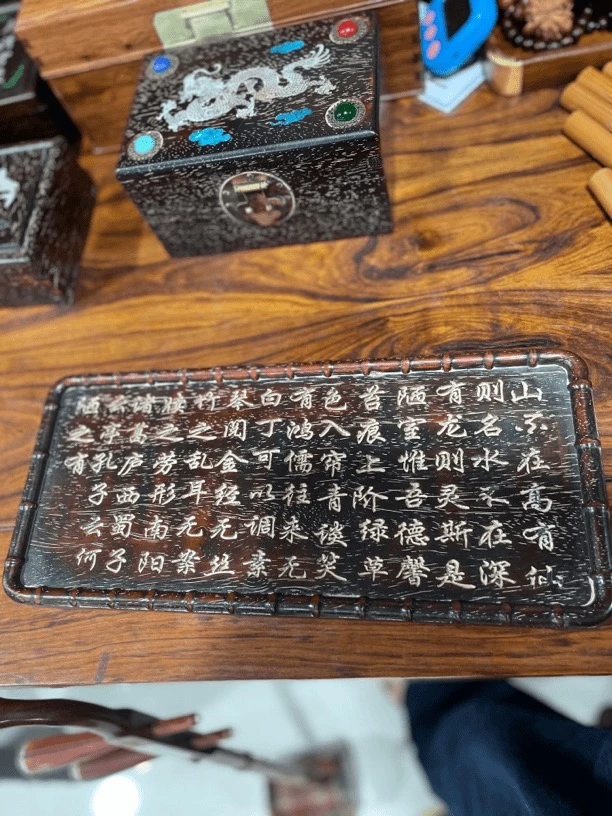 山不在高有仙
则名水不在深
有龙则灵斯是
陋室惟吾德馨
苔痕上阶绿草
色入帘青谈笑
有鸿儒往来无
白丁可以调素
琴阅金经无丝
竹之乱耳无案
牍之劳形南阳
诸葛庐西蜀子
云亭孔子云何
陋之有